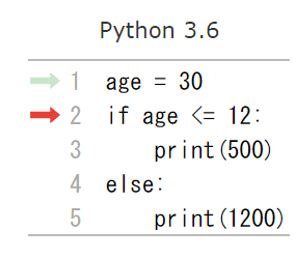 Python 3.6
1 age = 30
2 if age <= 12:
3     print(500)
4 else:
5     print(1200)